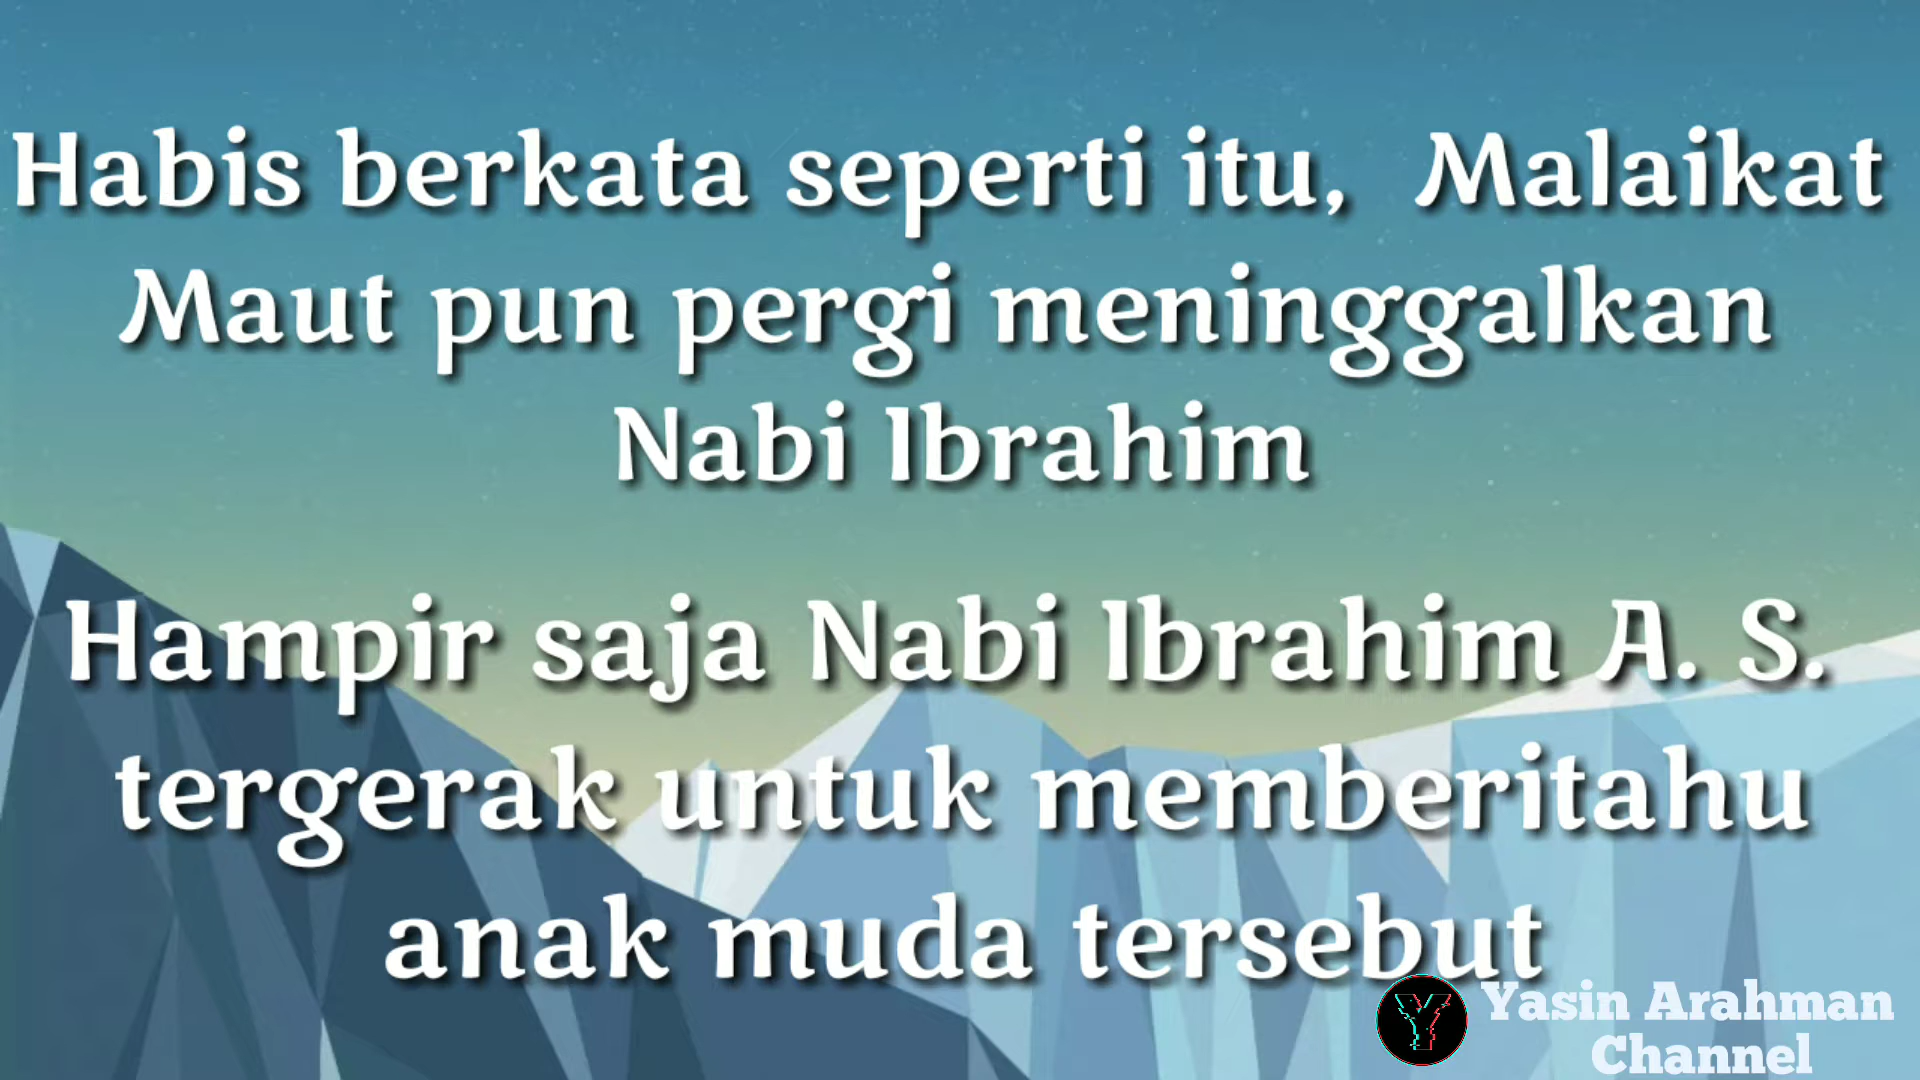 Habis berkata seperti itu, Malaikat
Maut pun pergi meninggalkan
Nabi Ibrahim
Hampir saja Nabi Ibrahim A. S.
tergerak untuk memberitahu
anak muda tersebut
Y
Yasin Arahman
Channel